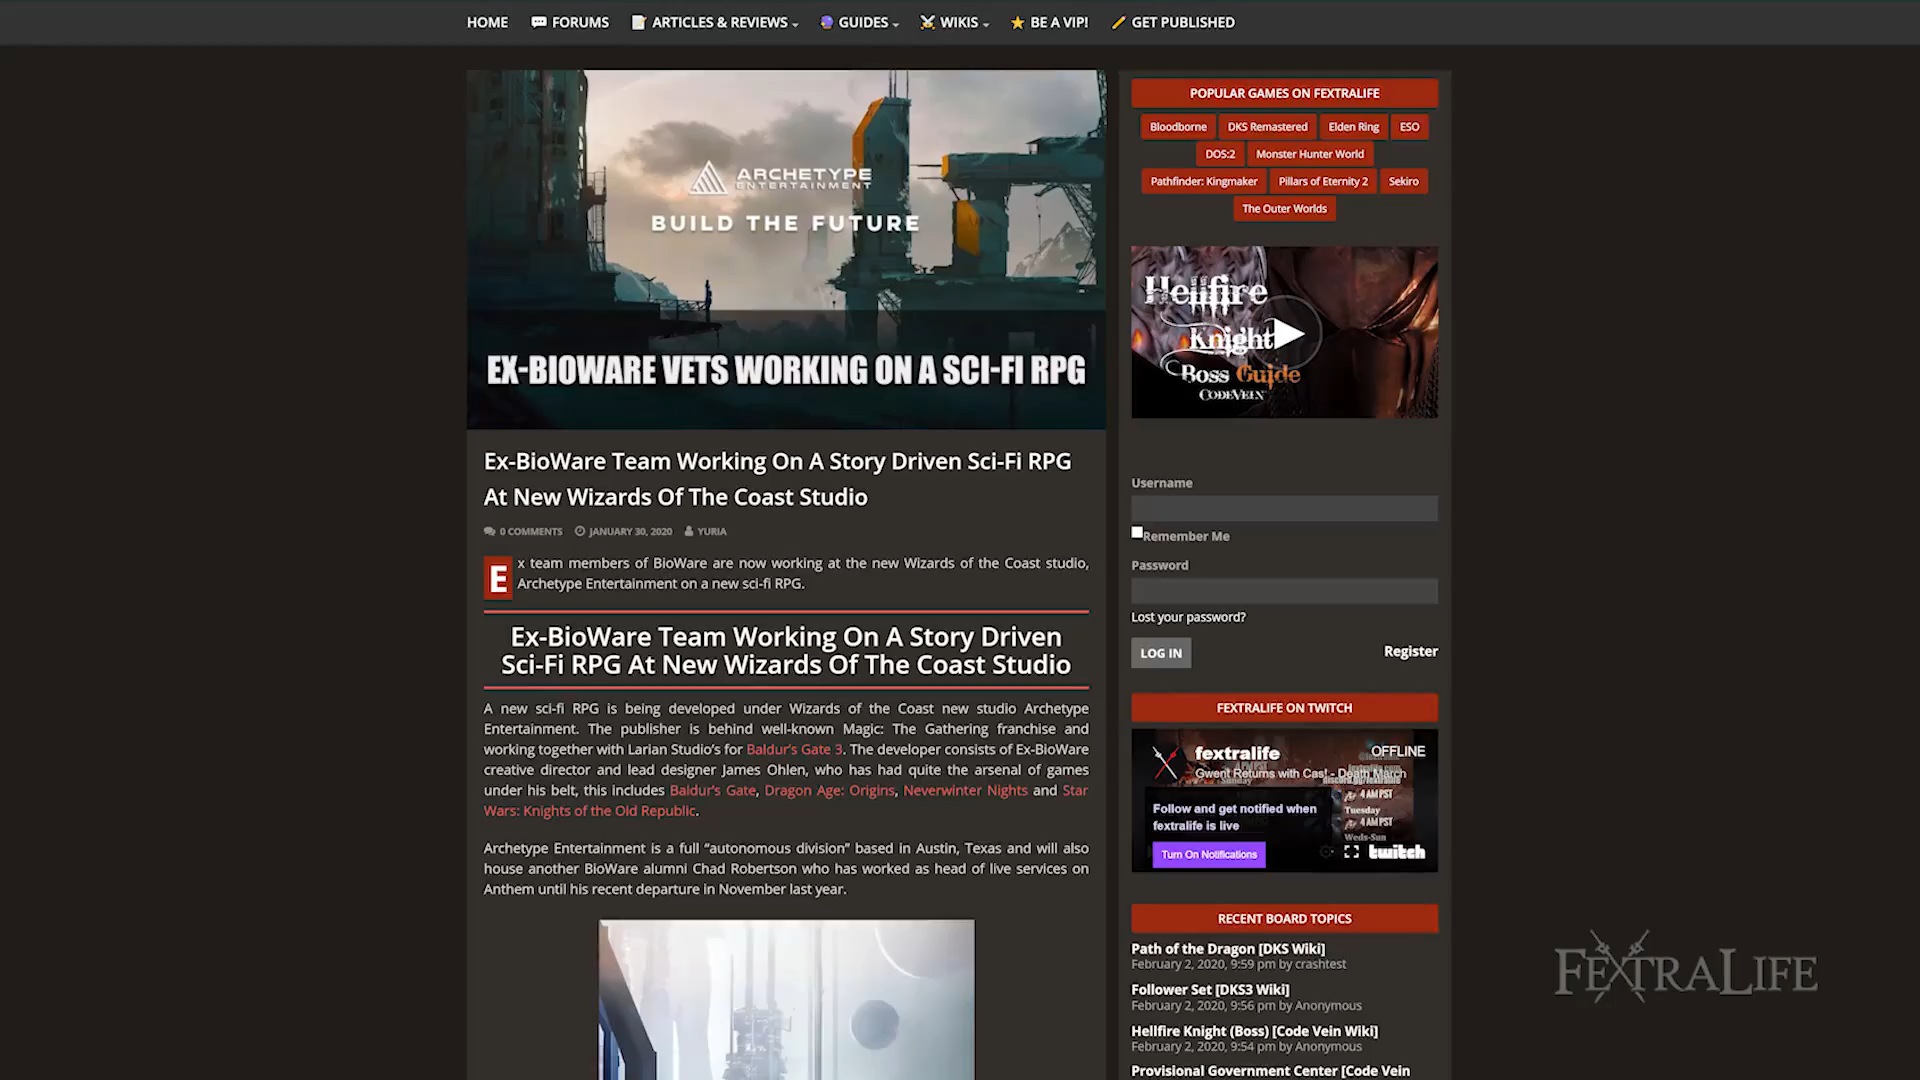 HOME FORUMS ARTICLES & REVIEWS GUIDES WIKIS BE A VIP! GET PUBLISHED
ARCHETYPE
ENTERTAINMENT
BUILD THE FUTURE
EX-BIOWARE VETS WORKING ON A SCI-FI RPG
Ex-BioWare Team Working On A Story Driven Sci-Fi RPG
At New Wizards Of The Coast Studio
0 COMMENTS JANUARY 30, 2020 YURIA
Ex team members of BioWare are now working at the new Wizards of the Coast studio,
Archetype Entertainment on a new sci-fi RPG.
Ex-BioWare Team Working On A Story Driven
Sci-Fi RPG At New Wizards Of The Coast Studio
A new sci-fi RPG is being developed under Wizards of the Coast new studio Archetype
Entertainment. The publisher is behind well-known Magic: The Gathering franchise and
working together with Larian Studio's for Baldur's Gate 3. The developer consists of Ex-BioWare
creative director and lead designer James Ohlen, who has had quite the arsenal of games
under his belt, this includes Baldur's Gate, Dragon Age: Origins, Neverwinter Nights and Star
Wars: Knights of the Old Republic.
Archetype Entertainment is a full “autonomous division” based in Austin, Texas and will also
house another BioWare alumni Chad Robertson who has worked as head of live services on
Anthem until his recent departure in November last year.
POPULAR GAMES ON FEXTRALIFE
Bloodborne DKS Remastered Elden Ring ESO
DOS:2 Monster Hunter World
Pathfinder: Kingmaker Pillars of Eternity 2 Sekiro
The Outer Worlds
Hellfire
Knight
Boss Guide
CODEVEIN
Username
Remember Me
Password
Lost your password?
LOG IN Register
FEXTRALIFE ON TWITCH
fextralife OFFLINE
Gwent Returns with Cas! - Death March
4 AM PST
Follow and get notified when
fextralife is live
Tuesday
4 AM PST
Weds-Sun
Turn On Notifications twitch
RECENT BOARD TOPICS
Path of the Dragon [DKS Wiki]
February 2, 2020, 9:59 pm by crashtest
Follower Set [DKS3 Wiki]
February 2, 2020, 9:56 pm by Anonymous
Hellfire Knight (Boss) [Code Vein Wiki]
February 2, 2020, 9:54 pm by Anonymous
Provisional Government Center [Code Vein
FEXTRALIFE